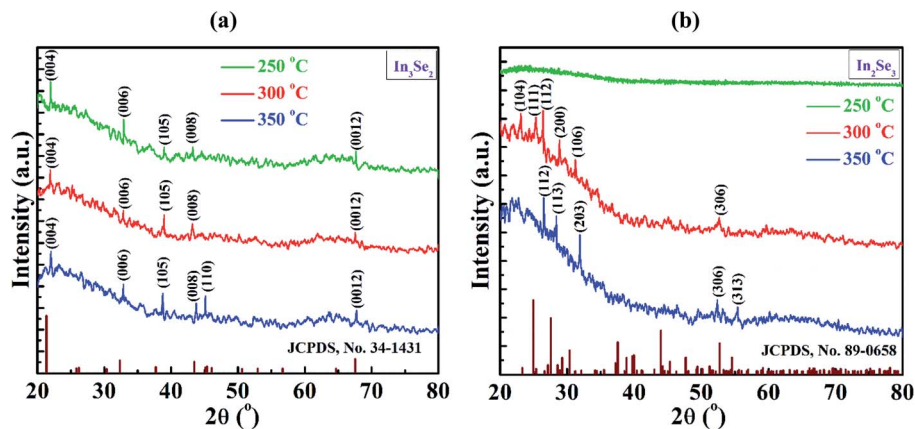 (a)
In₃Se₂
250 °C
300 °C
350 °C
(004)
(006)
(105)
(008)
(0012)
(004)
(006)
(105)
(008)
(0012)
(004)
(006)
(105)
(008)
(110)
(0012)
JCPDS, No. 34-1431
Intensity (a.u.)
20 30 40 50 60 70 80
2θ (°)
(b)
In₂Se₃
250 °C
300 °C
350 °C
(104)
(111)
(112)
(200)
(106)
(306)
(112)
(113)
(203)
(306)
(313)
JCPDS, No. 89-0658
Intensity (a.u.)
20 30 40 50 60 70 80
2θ (°)